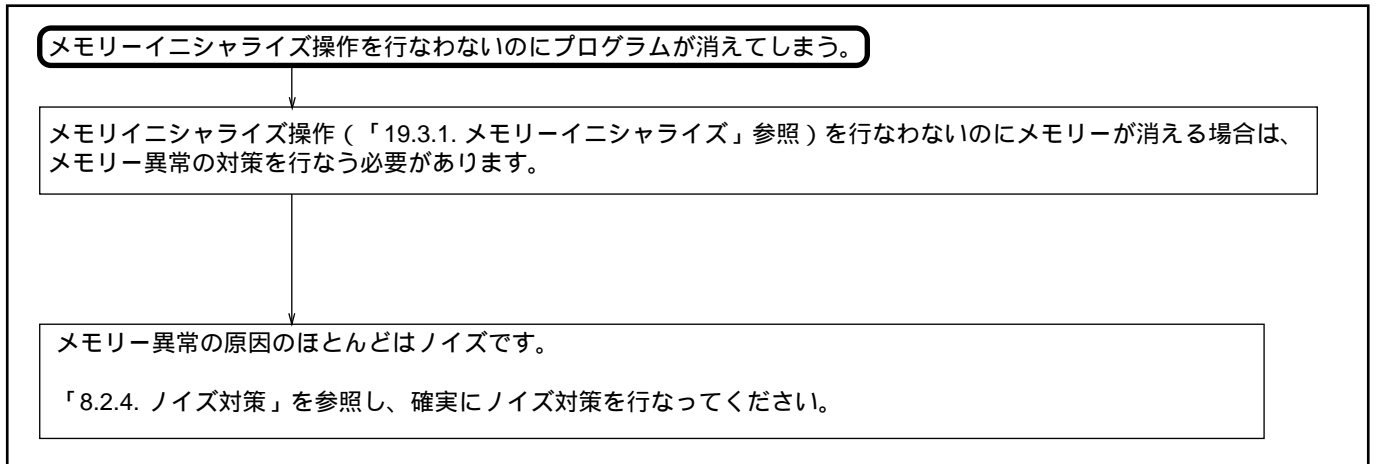 メモリーイニシャライズ操作を行なわないのにプログラムが消えてしまう。
メモリイニシャライズ操作（「19.3.1. メモリーイニシャライズ」参照）を行なわないのにメモリーが消える場合は、
メモリー異常の対策を行なう必要があります。
メモリー異常の原因のほとんどはノイズです。
「8.2.4. ノイズ対策」を参照し、確実にノイズ対策を行なってください。